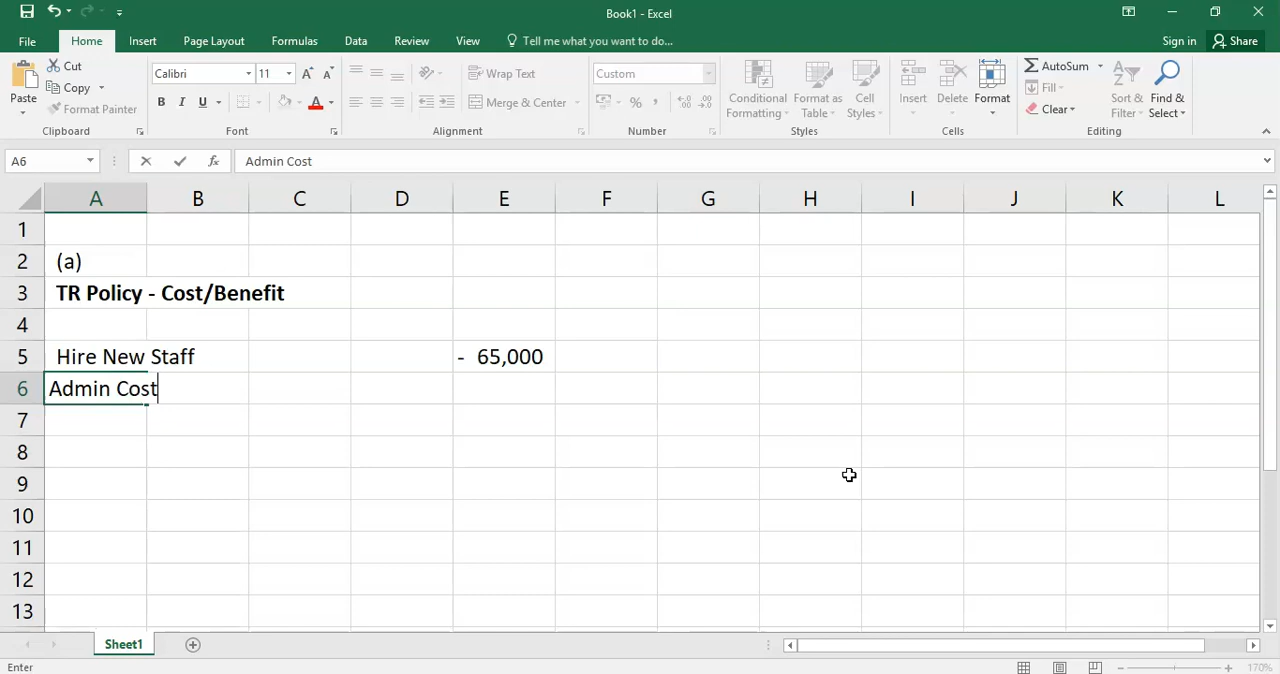 Book1 - Excel
File Home Insert Page Layout Formulas Data Review View Tell me what you want to do... Sign in Share
Paste
Cut
Copy
Format Painter
Clipboard
Calibri 11
B I U
Font
Wrap Text
Merge & Center
Alignment
Custom
%
Number
Conditional Formatting
Format as Table
Cell Styles
Styles
Insert
Delete
Format
Cells
AutoSum
Fill
Clear
Sort & Filter
Find & Select
Editing
A6 fx Admin Cost
A B C D E F G H I J K L
1
2 (a)
3 TR Policy - Cost/Benefit
4
5 Hire New Staff - 65,000
6 Admin Cost
7
8
9
10
11
12
13
Sheet1
Enter 170%